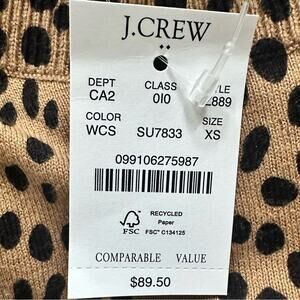 J.CREW
DEPT CLASS
CA2 010 2889
COLOR SIZE
WCS SU7833 XS
099106275987
RECYCLED
Paper
FSC FSC® C134125
COMPARABLE VALUE
$89.50